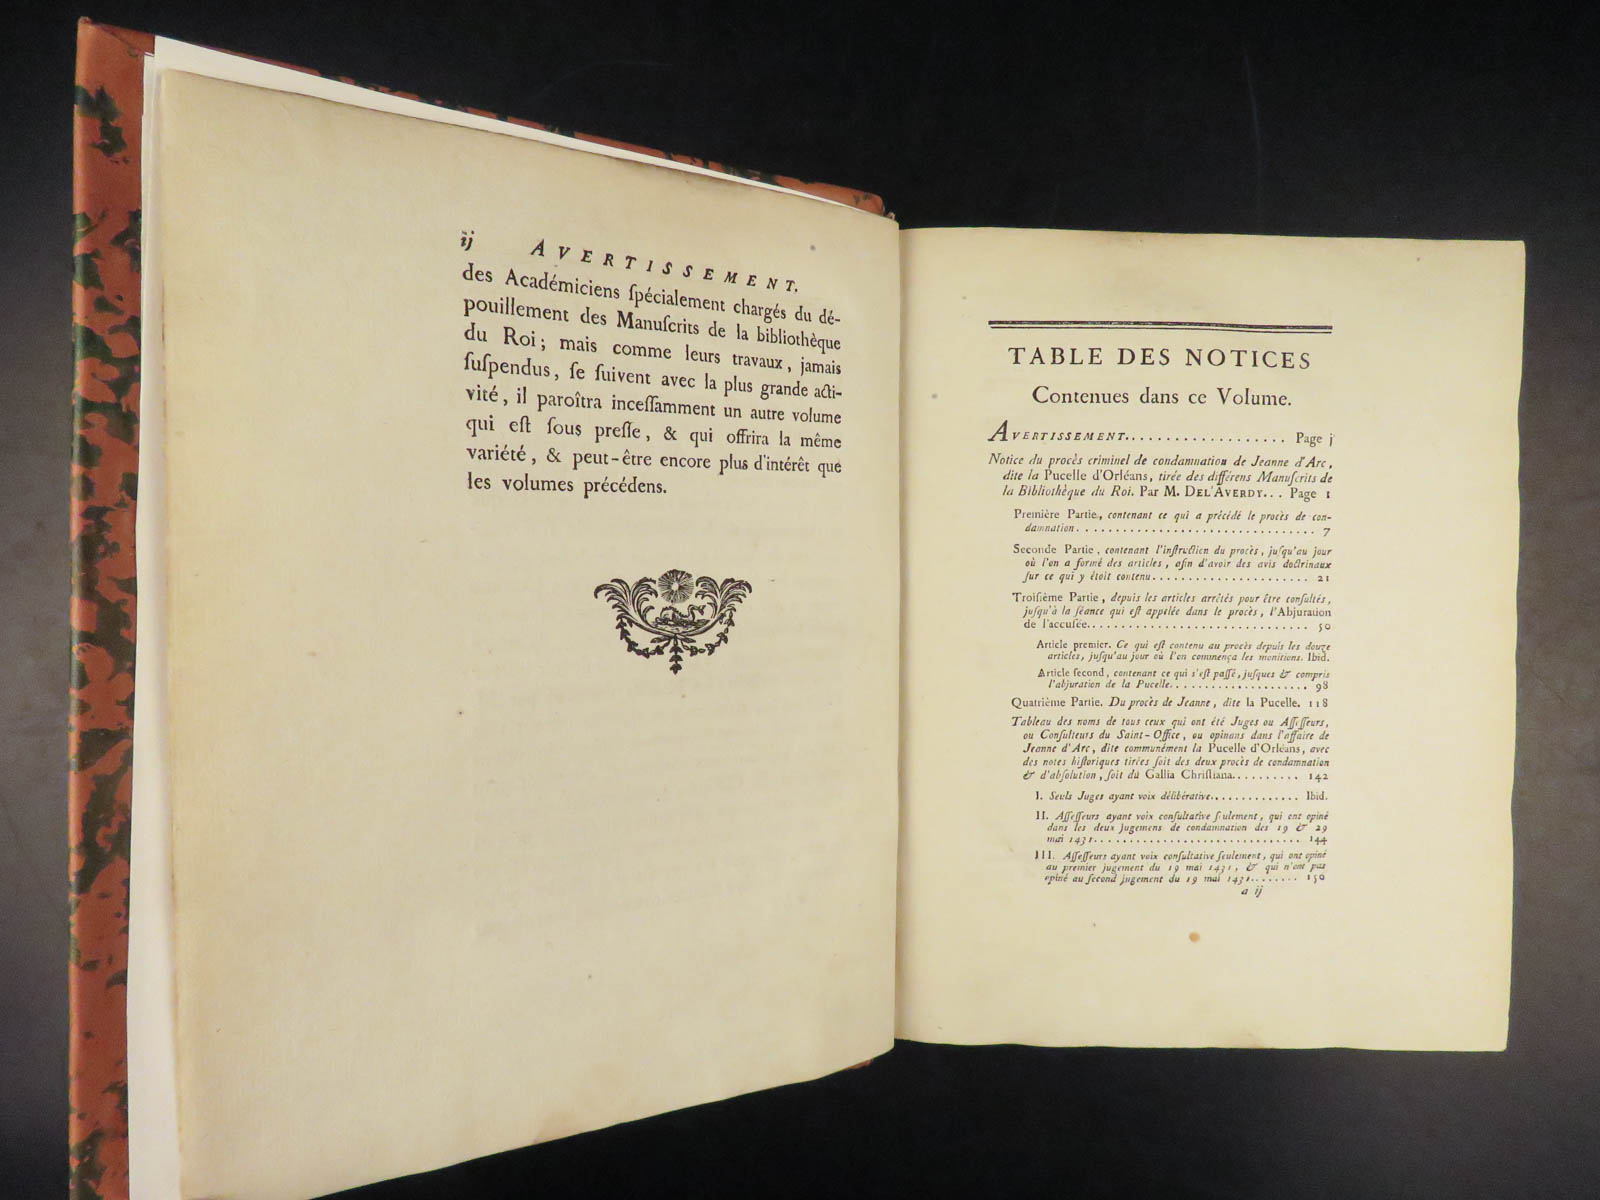 ij AVERTISSEMENT.
des Académiciens ſpécialement chargés du dé-
pouillement des Manuſcrits de la bibliothèque
du Roi; mais comme leurs travaux, jamais
ſuſpendus, ſe ſuivent avec la plus grande acti-
vité, il paroîtra inceſſamment un autre volume
qui eſt ſous preſſe, & qui offrira la même
variété, & peut-être encore plus d'intérêt que
les volumes précédens.
TABLE DES NOTICES
Contenues dans ce Volume.
AVERTISSEMENT................... Page j
Notice du procès criminel de condamnation de Jeanne d'Arc,
dite la Pucelle d'Orléans, tirée des différens Manuſcrits de
la Bibliothèque du Roi. Par M. DEL'AVERDY... Page 1
Première Partie, contenant ce qui a précédé le procès de con-
damnation.......................... 7
Seconde Partie, contenant l'inſtruction du procès, juſqu'au jour
où l'on a formé des articles, afin d'avoir des avis doctrinaux
ſur ce qui y étoit contenu....................... 21
Troiſième Partie, depuis les articles arrêtés pour être conſultés,
juſqu'à la ſéance qui eſt appelée dans le procès, l'Abjuration
de l'accuſée................................ 50
Article premier. Ce qui eſt contenu au procès depuis les douze
articles, juſqu'au jour où l'on commença les monitions. Ibid.
Article ſecond, contenant ce qui s'eſt paſſé, juſques & compris
l'abjuration de la Pucelle.................... 98
Quatrième Partie. Du procès de Jeanne, dite la Pucelle. 118
Tableau des noms de tous ceux qui ont été Juges ou Aſſeſſeurs,
ou Conſulteurs du Saint-Office, ou opinans dans l'affaire de
Jeanne d'Arc, dite communément la Pucelle d'Orléans, avec
des notes hiſtoriques tirées ſoit des deux procès de condamnation
& d'abſolution, ſoit du Gallia Chriſtiana.......... 142
I. Seuls Juges ayant voix délibérative.............. Ibid.
II. Aſſeſſeurs ayant voix conſultative ſeulement, qui ont opiné
dans les deux jugemens de condamnation des 19 & 29
mai 1431............................... 144
III. Aſſeſſeurs ayant voix conſultative ſeulement, qui ont opiné
au premier jugement du 19 mai 1431, & qui n'ont pas
opiné au ſecond jugement du 19 mai 1431........ 150
a ij